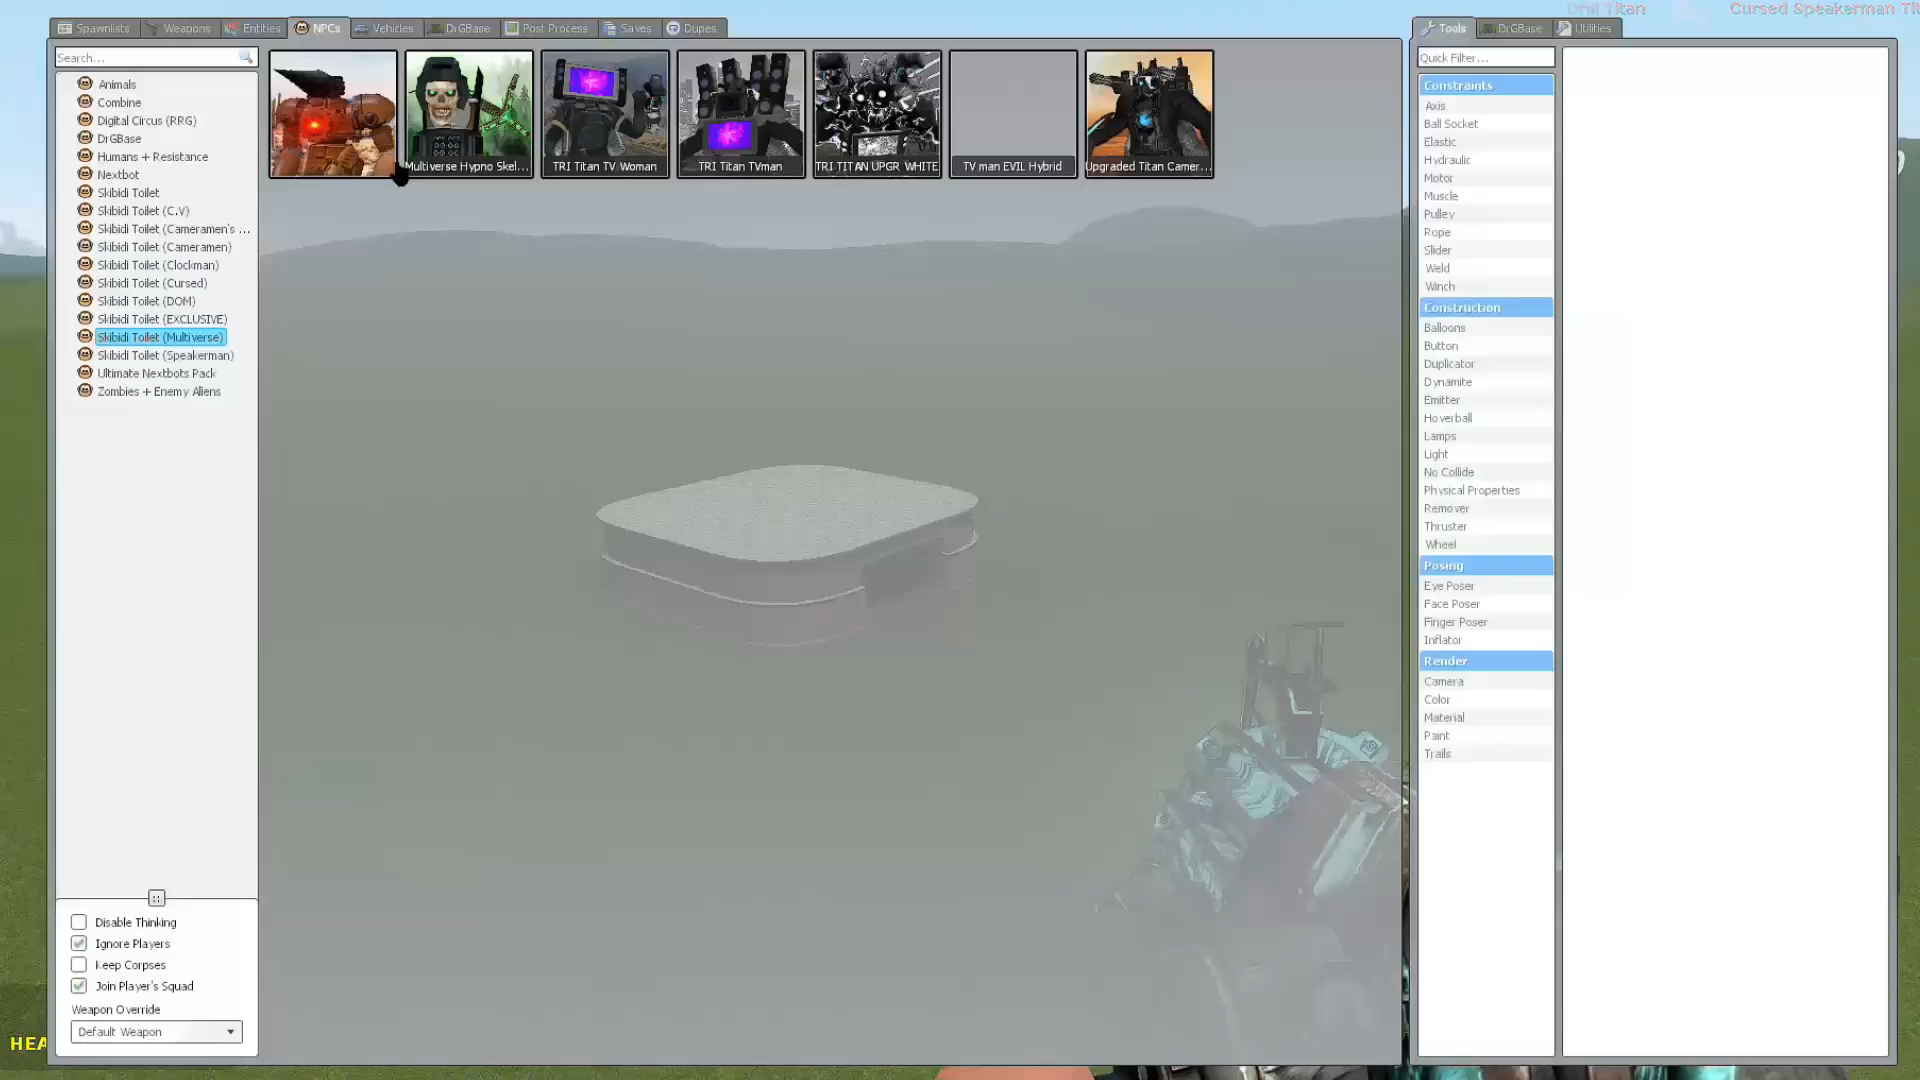 Drill Titan
Cursed Speakerman Tit
Spawnlists
Weapons
Entities
NPCs
Vehicles
DrGBase
Post Process
Saves
Dupes
Tools
DrGBase
Utilities
Search...
Animals
Combine
Digital Circus (RRG)
DrGBase
Humans + Resistance
Nextbot
Skibidi Toilet
Skibidi Toilet (C.V)
Skibidi Toilet (Cameramen's ...
Skibidi Toilet (Cameramen)
Skibidi Toilet (Clockman)
Skibidi Toilet (Cursed)
Skibidi Toilet (DOM)
Skibidi Toilet (EXCLUSIVE)
Skibidi Toilet (Multiverse)
Skibidi Toilet (Speakerman)
Ultimate Nextbots Pack
Zombies + Enemy Aliens
Disable Thinking
Ignore Players
Keep Corpses
Join Player's Squad
Weapon Override
Default Weapon
HEA
Multiverse Hypno Skel...
TRI Titan TV Woman
TRI Titan TVman
TRI TITAN UPGR WHITE
TV man EVIL Hybrid
Upgraded Titan Camer...
Quick Filter...
Constraints
Axis
Ball Socket
Elastic
Hydraulic
Motor
Muscle
Pulley
Rope
Slider
Weld
Winch
Construction
Balloons
Button
Duplicator
Dynamite
Emitter
Hoverball
Lamps
Light
No Collide
Physical Properties
Remover
Thruster
Wheel
Posing
Eye Poser
Face Poser
Finger Poser
Inflator
Render
Camera
Color
Material
Paint
Trails